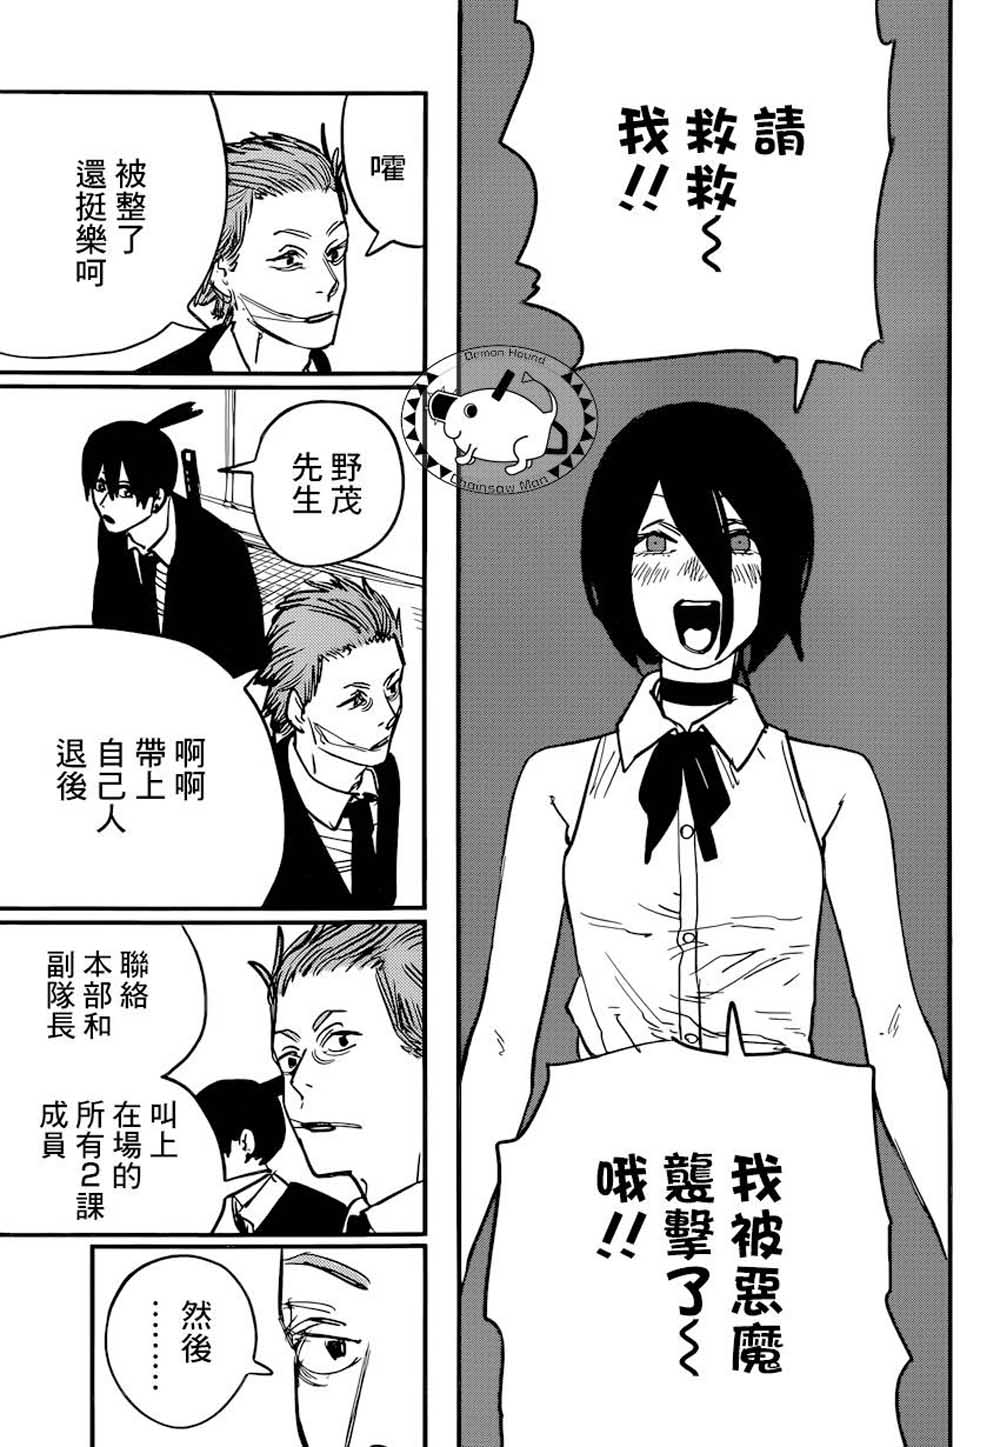 請
救救～
我!!
我被惡魔
襲擊了～
哦!!
嚯
被整了
還挺樂呵
野茂
先生
啊啊
帶上
自己人
退後
聯絡
本部和
副隊長
叫上
在場的
所有2課
成員
然後
………
Demon Hound
Chainsaw Man